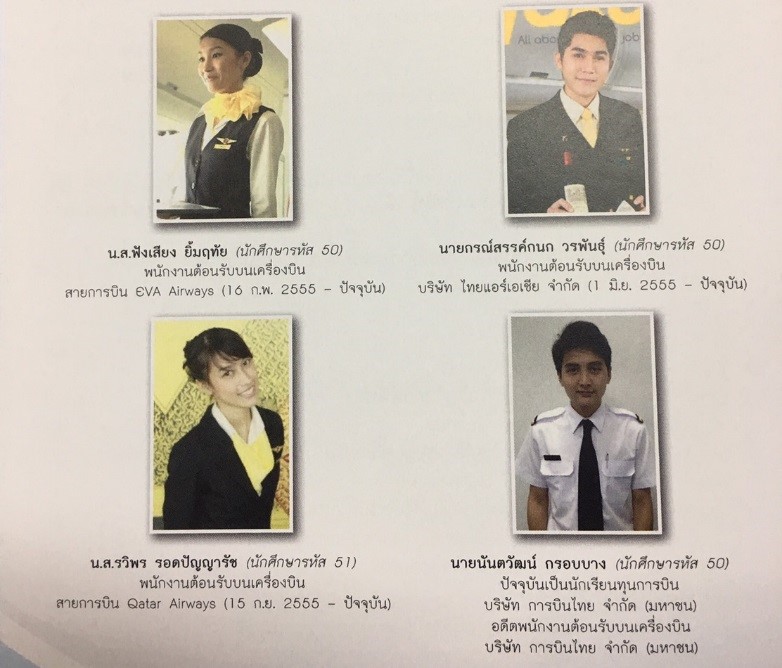 All abo
job
น.ส.ฟังเสียง ยิ้มฤทัย (นักศึกษารหัส 50)
พนักงานต้อนรับบนเครื่องบิน
สายการบิน EVA Airways (16 ก.พ. 2555 - ปัจจุบัน)
นายกรณ์สรรค์กนก วรพันธุ์ (นักศึกษารหัส 50)
พนักงานต้อนรับบนเครื่องบิน
บริษัท ไทยแอร์เอเชีย จำกัด (1 มิ.ย. 2555 - ปัจจุบัน)
น.ส.รวิพร รอดปัญญารัช (นักศึกษารหัส 51)
พนักงานต้อนรับบนเครื่องบิน
สายการบิน Qatar Airways (15 ก.ย. 2555 - ปัจจุบัน)
นายนันตวัฒน์ กรอบบาง (นักศึกษารหัส 50)
ปัจจุบันเป็นนักเรียนทุนการบิน
บริษัท การบินไทย จำกัด (มหาชน)
อดีตพนักงานต้อนรับบนเครื่องบิน
บริษัท การบินไทย จำกัด (มหาชน)